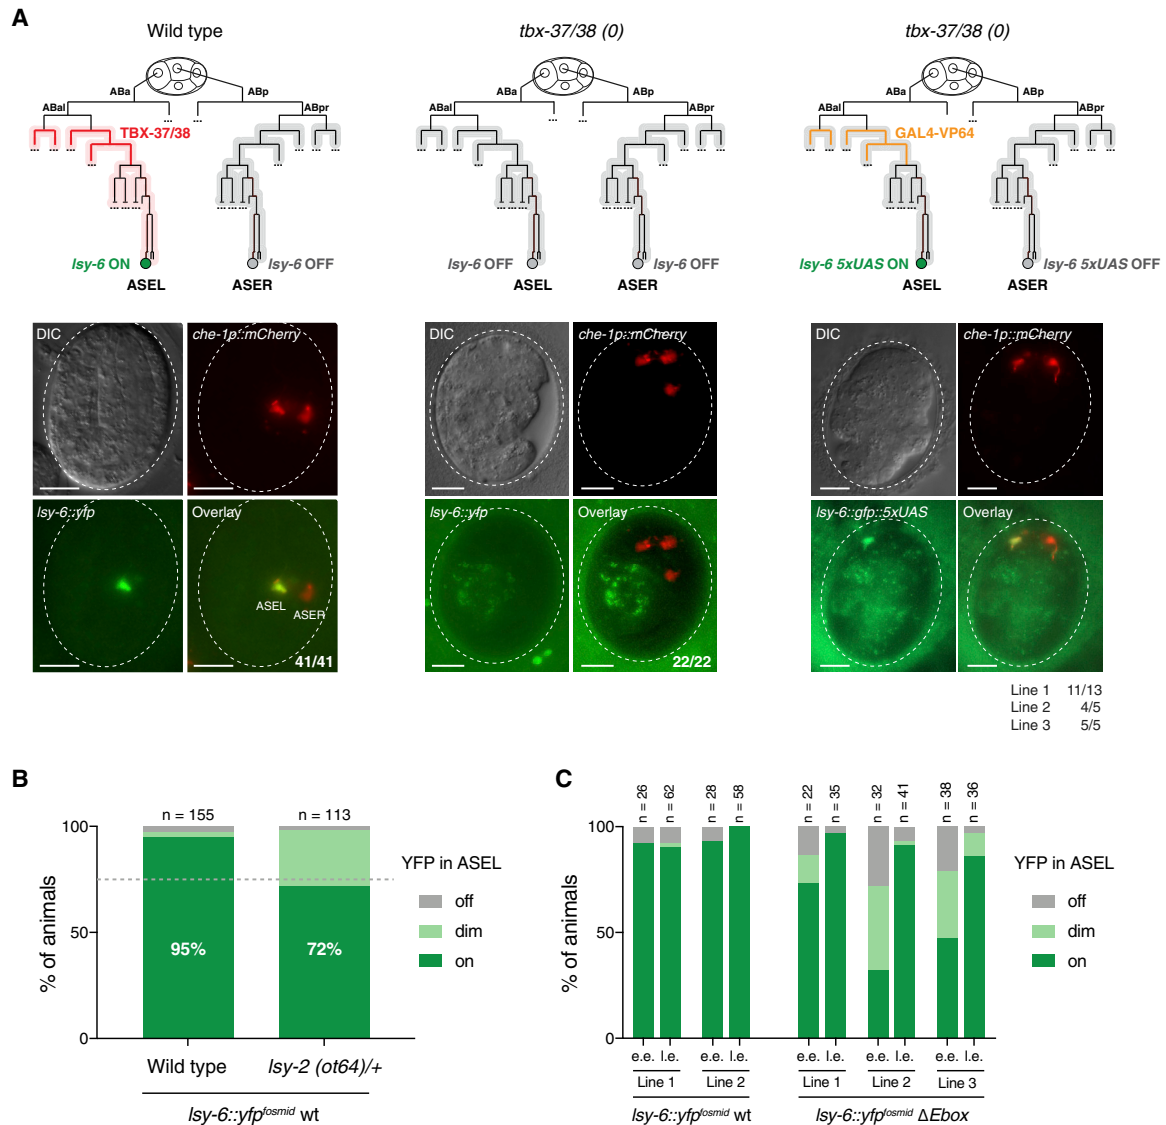 A
Wild type
tbx-37/38 (0)
tbx-37/38 (0)
ABa
ABp
ABal
ABpr
TBX-37/38
...
lsy-6 ON
lsy-6 OFF
ASEL
ASER
ABa
ABp
ABal
ABpr
lsy-6 OFF
lsy-6 OFF
ASEL
ASER
ABa
ABp
ABal
ABpr
GAL4-VP64
lsy-6 5xUAS ON
lsy-6 5xUAS OFF
ASEL
ASER
DIC
che-1p::mCherry
lsy-6::yfp
Overlay
ASEL
ASER
41/41
DIC
che-1p::mCherry
lsy-6::yfp
Overlay
22/22
DIC
che-1p::mCherry
lsy-6::gfp::5xUAS
Overlay
Line 1 11/13
Line 2 4/5
Line 3 5/5
B
n = 155
n = 113
100
50
0
% of animals
95%
72%
YFP in ASEL
off
dim
on
Wild type
lsy-2 (ot64)/+
lsy-6::yfp^fosmid wt
C
n = 26
n = 62
n = 28
n = 58
n = 22
n = 35
n = 32
n = 41
n = 38
n = 36
100
50
0
% of animals
YFP in ASEL
off
dim
on
e.e. l.e. e.e. l.e. e.e. l.e. e.e. l.e. e.e. l.e.
Line 1 Line 2 Line 1 Line 2 Line 3
lsy-6::yfp^fosmid wt
lsy-6::yfp^fosmid ΔEbox